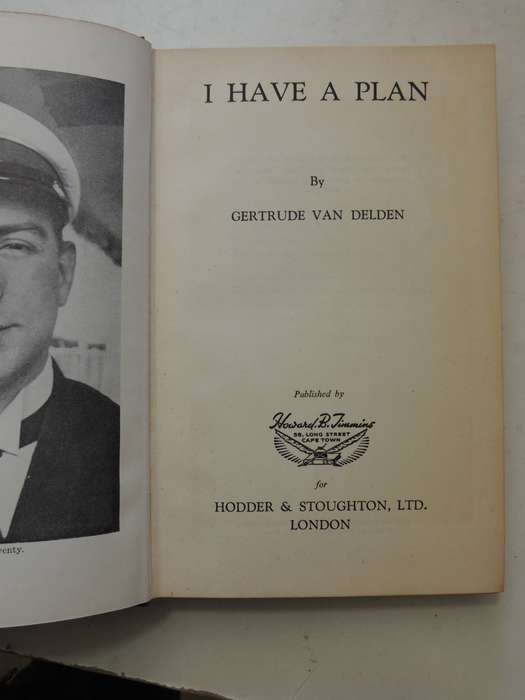 I HAVE A PLAN
By
GERTRUDE VAN DELDEN
Published by
Howard B. Timmins
58, LONG STREET
CAPE TOWN
for
HODDER & STOUGHTON, LTD.
LONDON